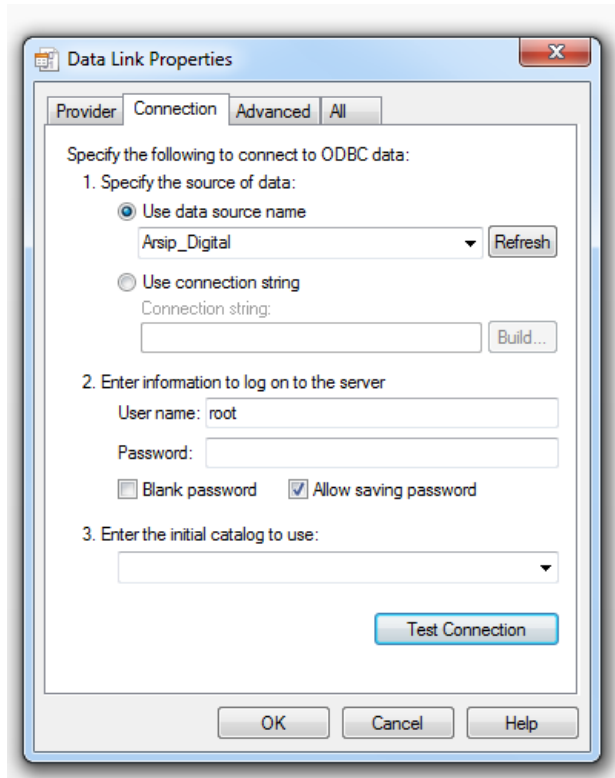 Data Link Properties
Provider Connection Advanced All
Specify the following to connect to ODBC data:
1. Specify the source of data:
Use data source name
Arsip_Digital Refresh
Use connection string
Connection string:
Build...
2. Enter information to log on to the server
User name: root
Password:
Blank password Allow saving password
3. Enter the initial catalog to use:
Test Connection
OK Cancel Help